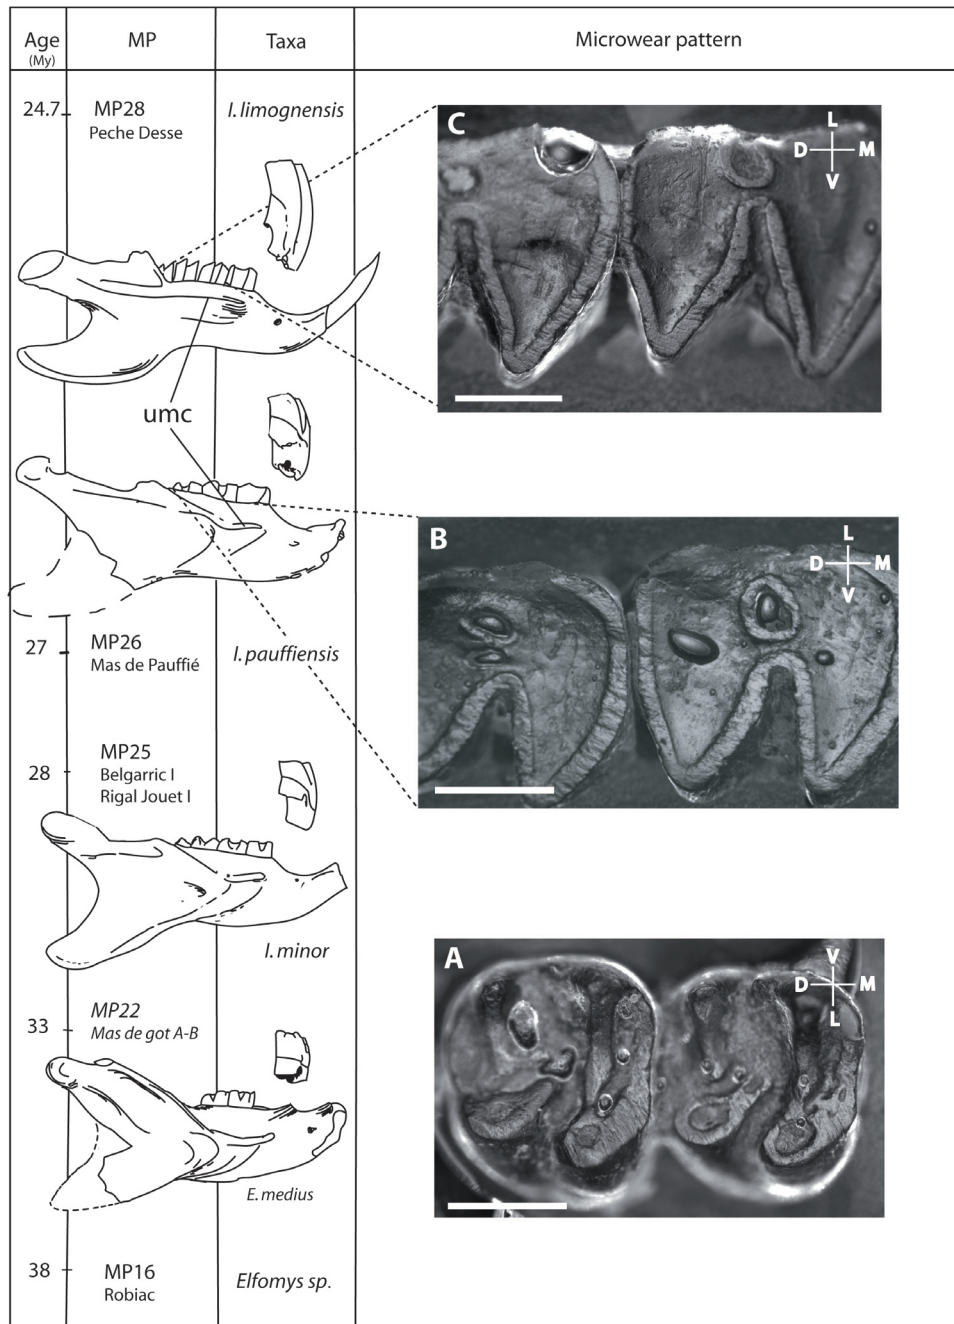 Age
(My)
MP
Taxa
Microwear pattern
24.7
MP28
Peche Desse
I. limognensis
C
L
D M
V
umc
B
L
D M
V
27
MP26
Mas de Pauffié
I. pauffiensis
28
MP25
Belgarric I
Rigal Jouet I
I. minor
A
V
D M
L
33
MP22
Mas de got A-B
E. medius
38
MP16
Robiac
Elfomys sp.